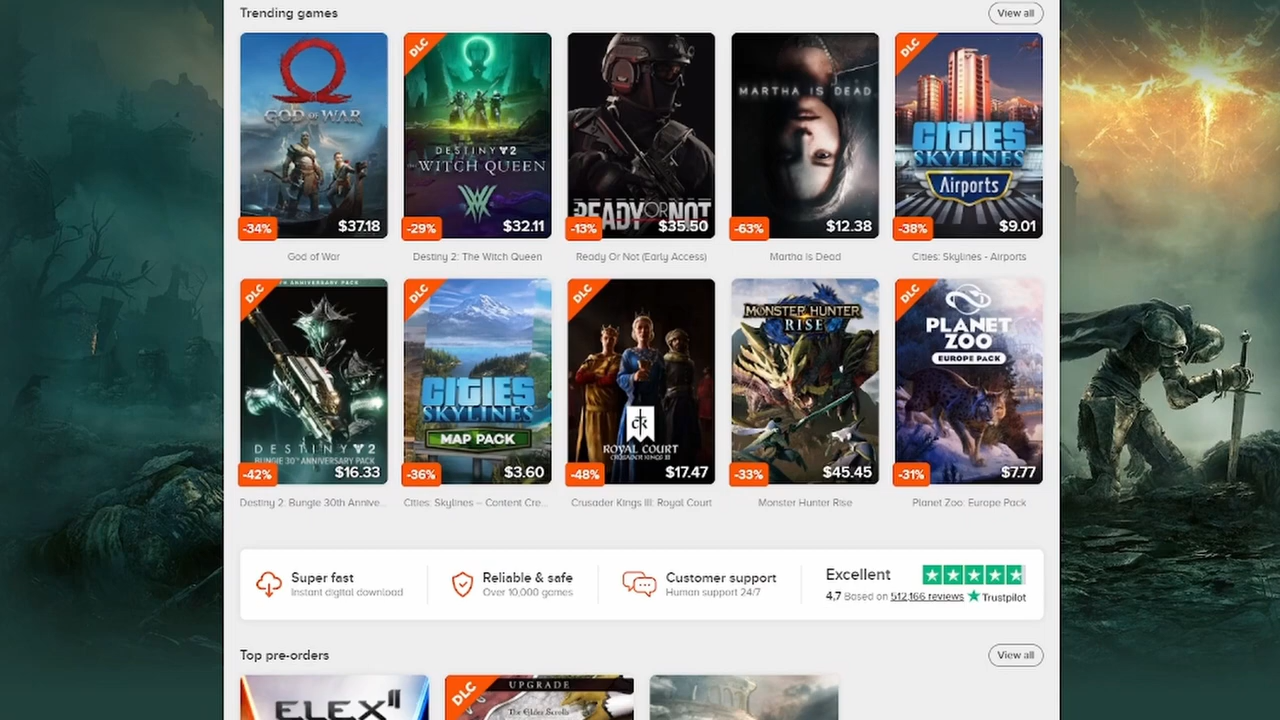 Trending games
View all
GOD OF WAR
-34%
$37.18
DLC
DESTINY 2
WITCH QUEEN
-29%
$32.11
READY OR NOT
-13%
$35.50
MARTHA IS DEAD
-63%
$12.38
DLC
CITIES
SKYLINES
Airports
-38%
$9.01
God of War
Destiny 2: The Witch Queen
Ready Or Not (Early Access)
Martha Is Dead
Cities: Skylines - Airports
DLC
ANNIVERSARY PACK
DESTINY 2
BUNGIE 30TH ANNIVERSARY PACK
-42%
$16.33
DLC
CITIES
SKYLINES
MAP PACK
-36%
$3.60
DLC
ROYAL COURT
CRUSADER KINGS III
-48%
$17.47
MONSTER HUNTER
RISE
-33%
$45.45
DLC
PLANET
ZOO
EUROPE PACK
-31%
$7.77
Destiny 2: Bungie 30th Annive...
Cities: Skylines – Content Cre...
Crusader Kings III: Royal Court
Monster Hunter Rise
Planet Zoo: Europe Pack
Super fast
Instant digital download
Reliable & safe
Over 10,000 games
Customer support
Human support 24/7
Excellent
4,7 Based on 512,166 reviews Trustpilot
Top pre-orders
View all
ELEX II
DLC
UPGRADE
The Elder Scrolls